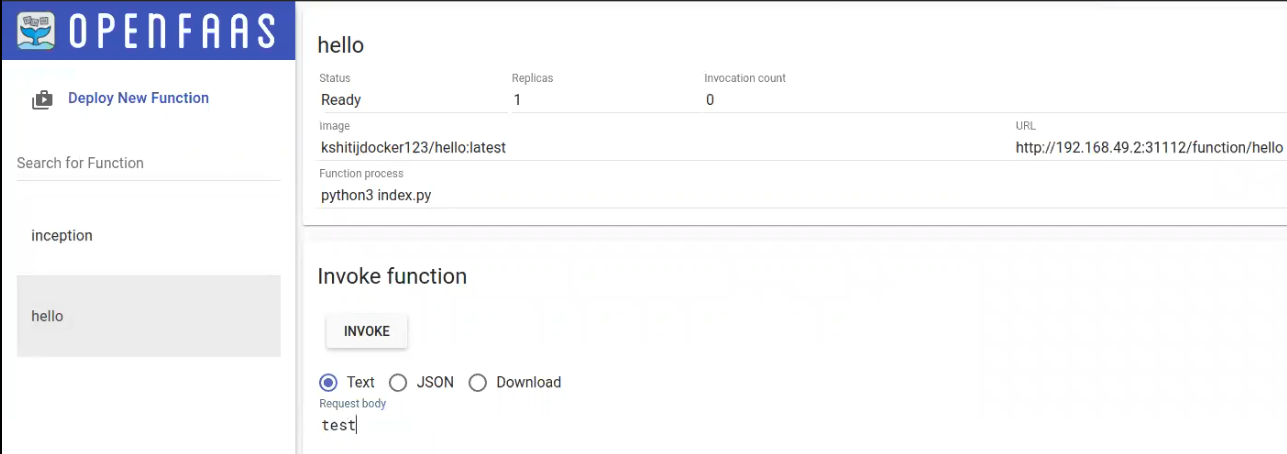 OPENFAAS
Deploy New Function
Search for Function
inception
hello
hello
Status Replicas Invocation count
Ready 1 0
Image URL
kshitijdocker123/hello:latest http://192.168.49.2:31112/function/hello
Function process
python3 index.py
Invoke function
INVOKE
Text JSON Download
Request body
test